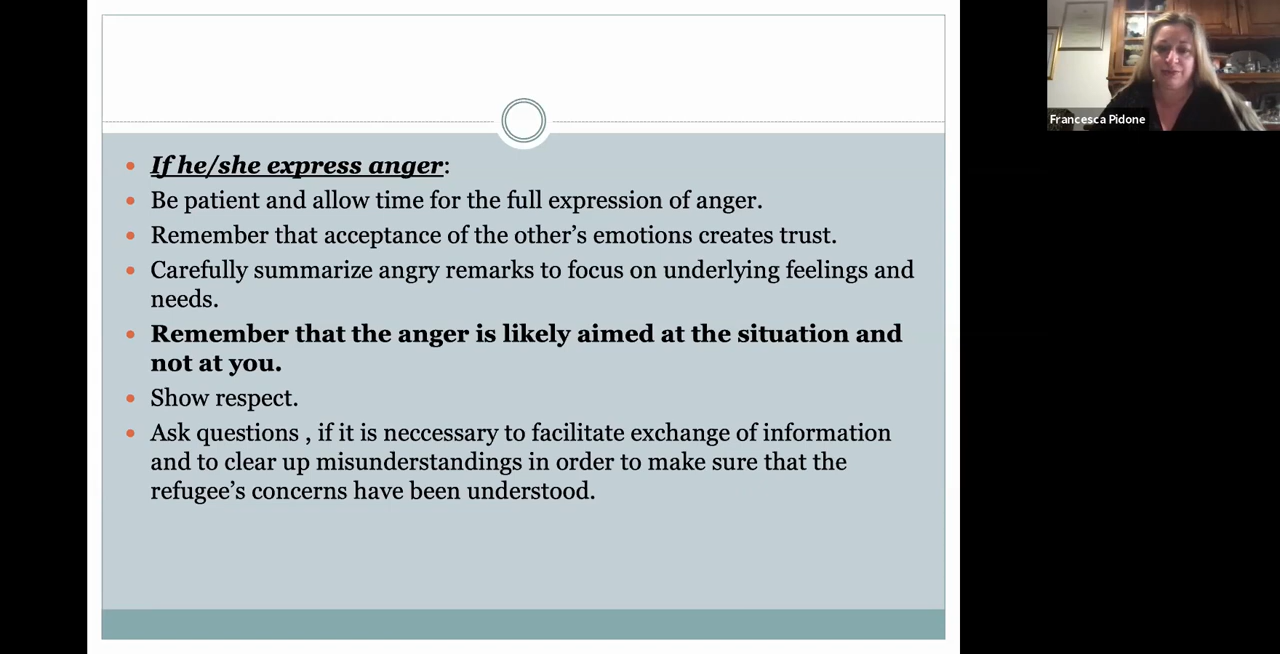 If he/she express anger:
Be patient and allow time for the full expression of anger.
Remember that acceptance of the other's emotions creates trust.
Carefully summarize angry remarks to focus on underlying feelings and
needs.
Remember that the anger is likely aimed at the situation and
not at you.
Show respect.
Ask questions , if it is neccessary to facilitate exchange of information
and to clear up misunderstandings in order to make sure that the
refugee's concerns have been understood.
Francesca Pidone